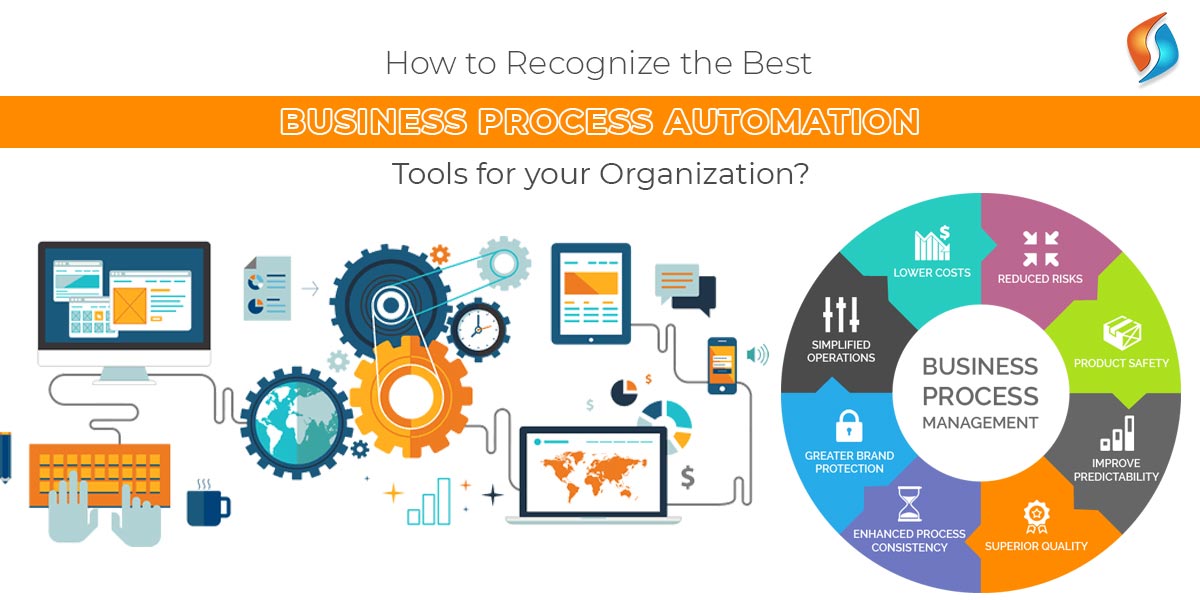 How to Recognize the Best
BUSINESS PROCESS AUTOMATION
Tools for your Organization?
LOWER COSTS
REDUCED RISKS
PRODUCT SAFETY
IMPROVE
PREDICTABILITY
SUPERIOR QUALITY
ENHANCED PROCESS
CONSISTENCY
GREATER BRAND
PROTECTION
SIMPLIFIED
OPERATIONS
BUSINESS
PROCESS
MANAGEMENT